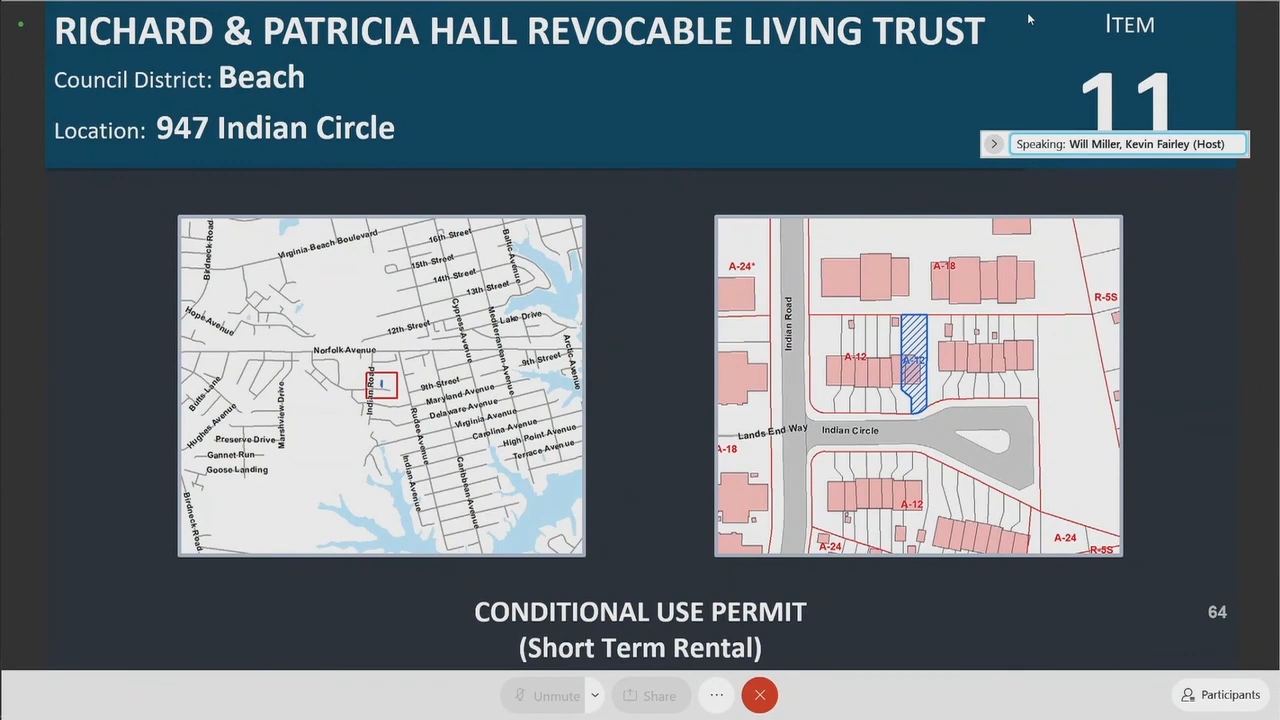 RICHARD & PATRICIA HALL REVOCABLE LIVING TRUST
ITEM
Council District: Beach
11
Location: 947 Indian Circle
Speaking: Will Miller, Kevin Fairley (Host)
Birdneck Road
Virginia Beach Boulevard
16th Street
Baltic Avenue
15th Street
14th Street
13th Street
Hope Avenue
Cypress Avenue
Mediterranean Avenue
Lake Drive
12th Street
Arctic Avenue
Norfolk Avenue
9th Street
Indian Road
9th Street
Butts Lane
Marshview Drive
Maryland Avenue
Delaware Avenue
Hughes Avenue
Rudee Avenue
Virginia Avenue
Carolina Avenue
Preserve Drive
High Point Avenue
Gannet Run
Terrace Avenue
Goose Landing
Indian Avenue
Caribbean Avenue
Birdneck Road
A-24*
A-18
R-5S
Indian Road
A-12
A-12
Lands End Way
Indian Circle
A-18
A-12
A-24
A-24
R-5S
CONDITIONAL USE PERMIT
(Short Term Rental)
64
Unmute
Share
Participants